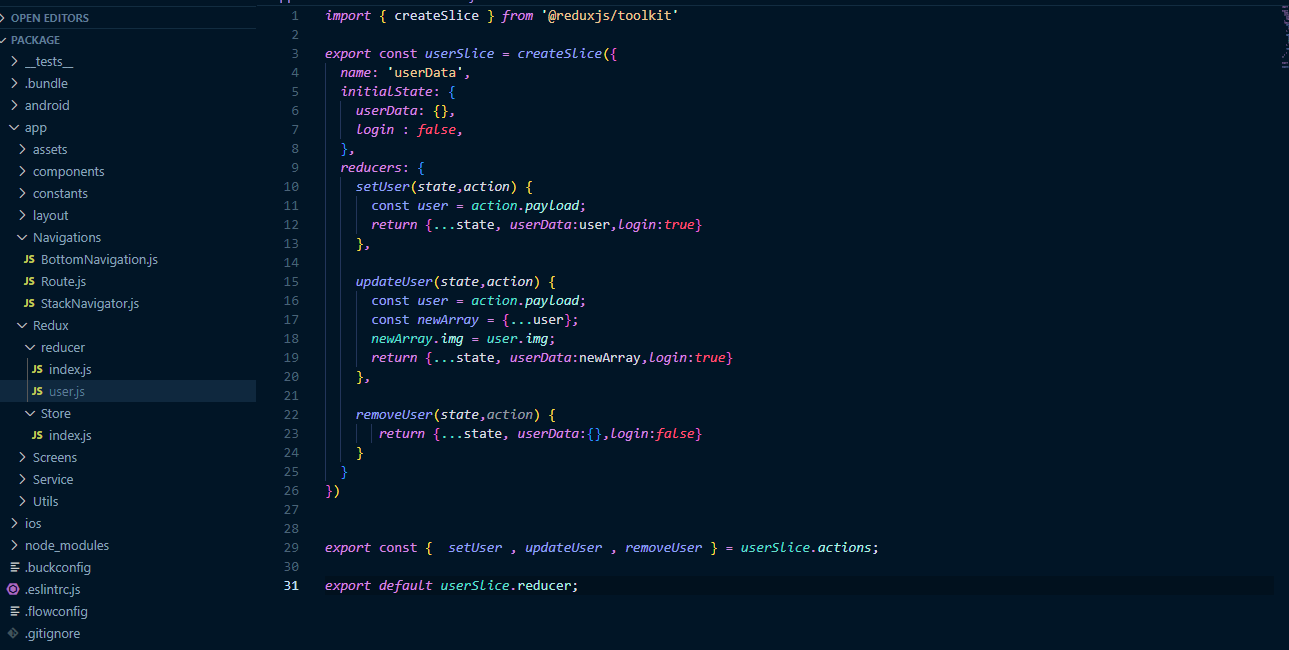 OPEN EDITORS
PACKAGE
__tests__
.bundle
android
app
assets
components
constants
layout
Navigations
JS BottomNavigation.js
JS Route.js
JS StackNavigator.js
Redux
reducer
JS index.js
JS user.js
Store
JS index.js
Screens
Service
Utils
ios
node_modules
.buckconfig
.eslintrc.js
.flowconfig
.gitignore
1 import { createSlice } from '@reduxjs/toolkit'
2
3 export const userSlice = createSlice({
4   name: 'userData',
5   initialState: {
6     userData: {},
7     login : false,
8   },
9   reducers: {
10     setUser(state,action) {
11       const user = action.payload;
12       return {...state, userData:user,login:true}
13     },
14
15     updateUser(state,action) {
16       const user = action.payload;
17       const newArray = {...user};
18       newArray.img = user.img;
19       return {...state, userData:newArray,login:true}
20     },
21
22     removeUser(state,action) {
23        return {...state, userData:{},login:false}
24     }
25   }
26 })
27
28
29 export const {  setUser , updateUser , removeUser } = userSlice.actions;
30
31 export default userSlice.reducer;